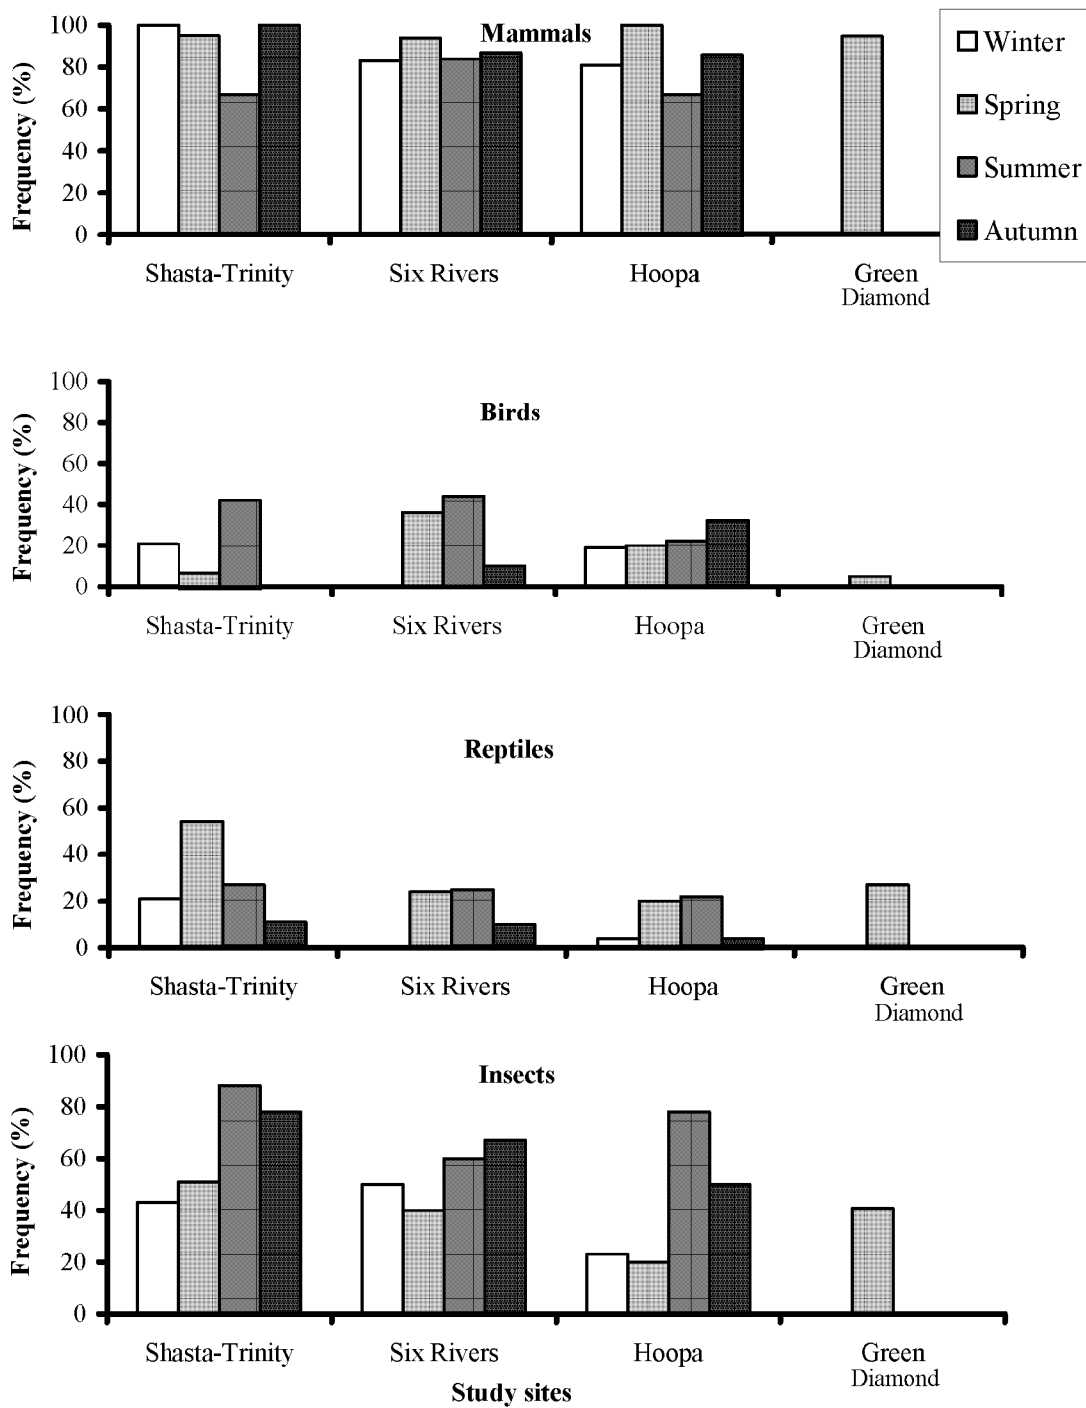 Mammals
Winter
Spring
Summer
Autumn
Frequency (%)
100
80
60
40
20
0
Shasta-Trinity
Six Rivers
Hoopa
Green
Diamond
Birds
Frequency (%)
100
80
60
40
20
0
Shasta-Trinity
Six Rivers
Hoopa
Green
Diamond
Reptiles
Frequency (%)
100
80
60
40
20
0
Shasta-Trinity
Six Rivers
Hoopa
Green
Diamond
Insects
Frequency (%)
100
80
60
40
20
0
Shasta-Trinity
Six Rivers
Hoopa
Green
Diamond
Study sites